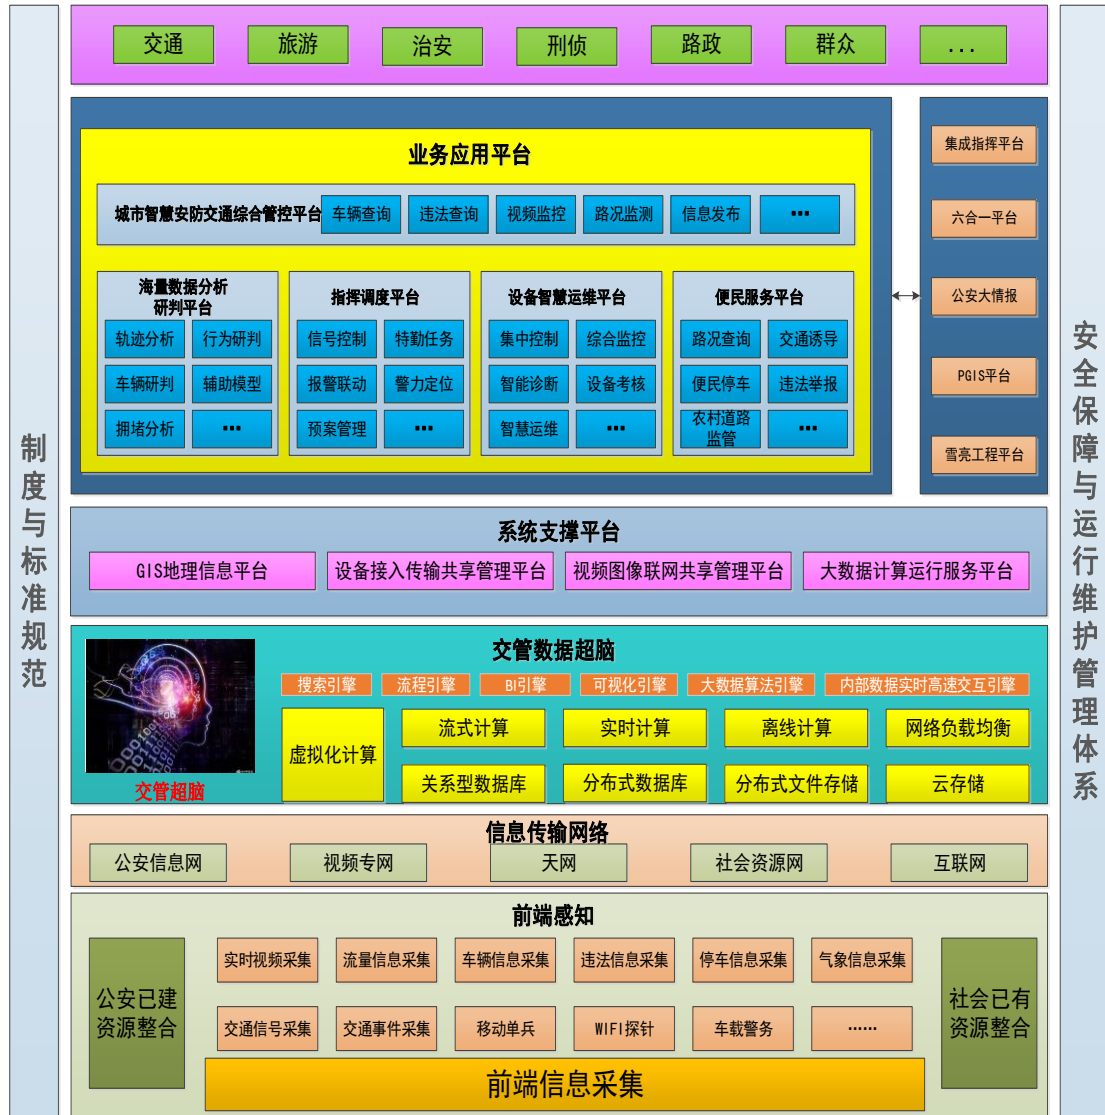 交通
旅游
治安
刑侦
路政
群众
...
业务应用平台
城市智慧安防交通综合管控平台
车辆查询
违法查询
视频监控
路况监测
信息发布
...
海量数据分析
研判平台
轨迹分析
行为研判
车辆研判
辅助模型
拥堵分析
...
指挥调度平台
信号控制
特勤任务
报警联动
警力定位
预案管理
...
设备智慧运维平台
集中控制
综合监控
智能诊断
设备考核
智慧运维
...
便民服务平台
路况查询
交通诱导
便民停车
违法举报
农村道路
监管
...
集成指挥平台
六合一平台
公安大情报
PGIS平台
雪亮工程平台
系统支撑平台
GIS地理信息平台
设备接入传输共享管理平台
视频图像联网共享管理平台
大数据计算运行服务平台
交管数据超脑
交管超脑
搜索引擎
流程引擎
BI引擎
可视化引擎
大数据算法引擎
内部数据实时高速交互引擎
虚拟化计算
流式计算
实时计算
离线计算
网络负载均衡
关系型数据库
分布式数据库
分布式文件存储
云存储
信息传输网络
公安信息网
视频专网
天网
社会资源网
互联网
前端感知
公安已建
资源整合
实时视频采集
流量信息采集
车辆信息采集
违法信息采集
停车信息采集
气象信息采集
交通信号采集
交通事件采集
移动单兵
WIFI探针
车载警务
……
社会已有
资源整合
前端信息采集
制度与标准规范
安全保障与运行维护管理体系